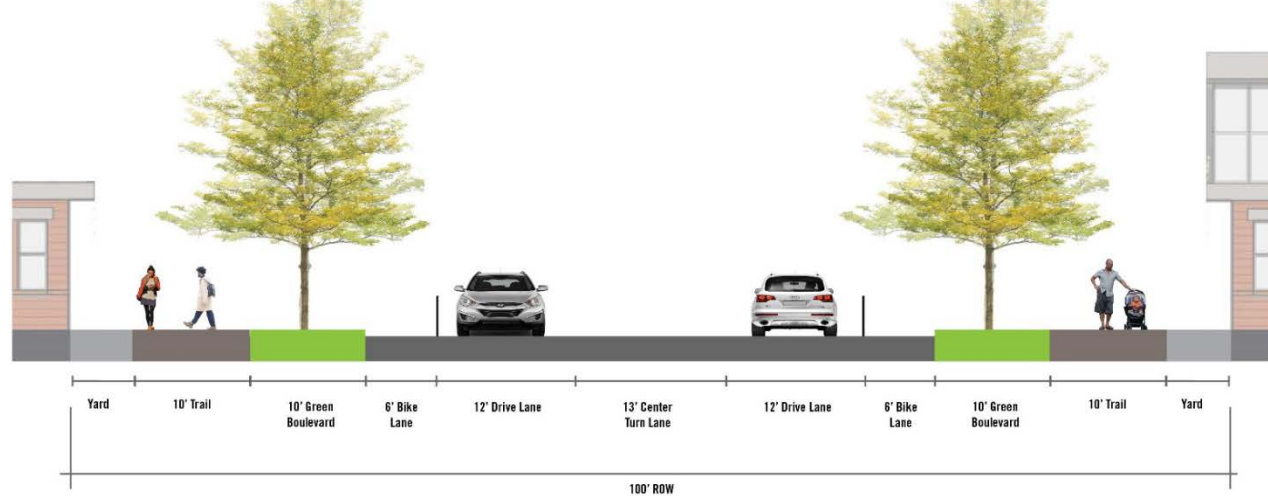 Yard
10' Trail
10' Green
Boulevard
6' Bike
Lane
12' Drive Lane
13' Center
Turn Lane
12' Drive Lane
6' Bike
Lane
10' Green
Boulevard
10' Trail
Yard
100' ROW